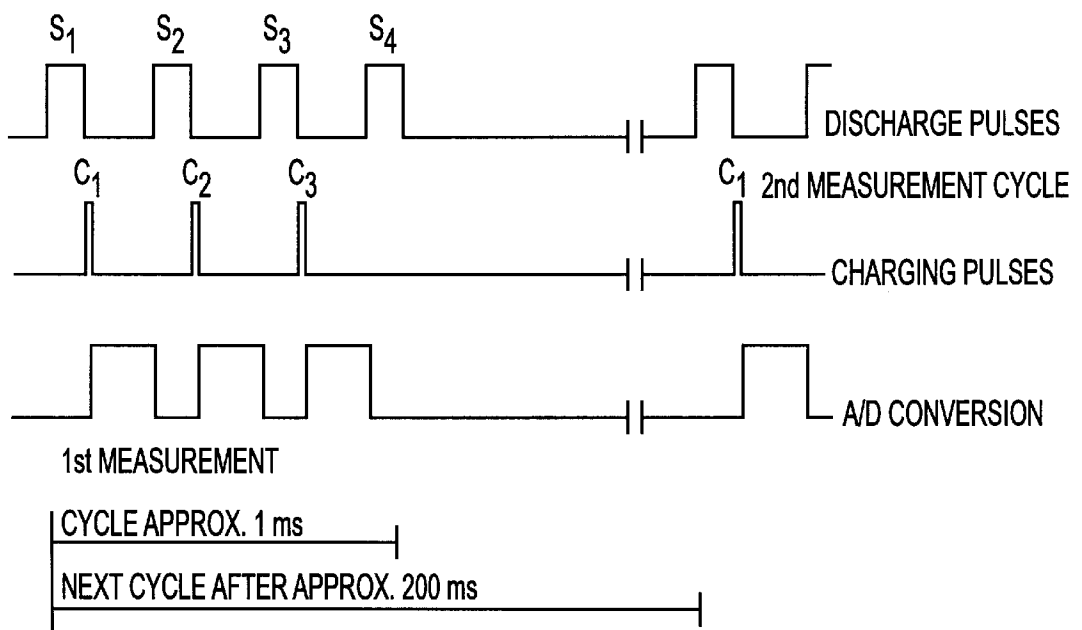 S1 S2 S3 S4
DISCHARGE PULSES
C1 C2 C3 C1 2nd MEASUREMENT CYCLE
CHARGING PULSES
A/D CONVERSION
1st MEASUREMENT
CYCLE APPROX. 1 ms
NEXT CYCLE AFTER APPROX. 200 ms